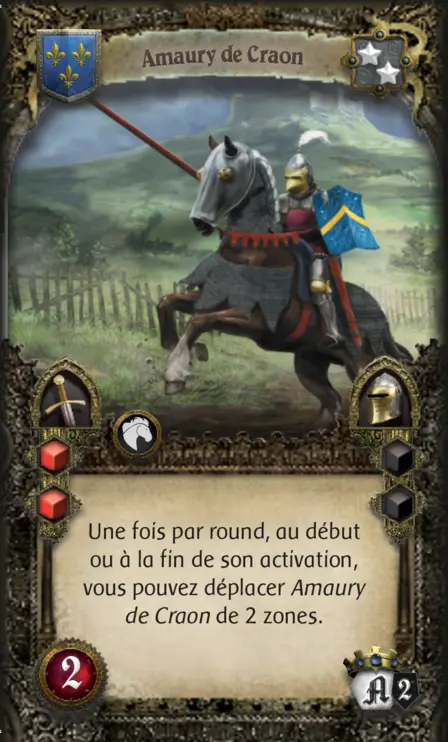 Amaury de Craon
Une fois par round, au début
ou à la fin de son activation,
vous pouvez déplacer Amaury
de Craon de 2 zones.
2
A 2